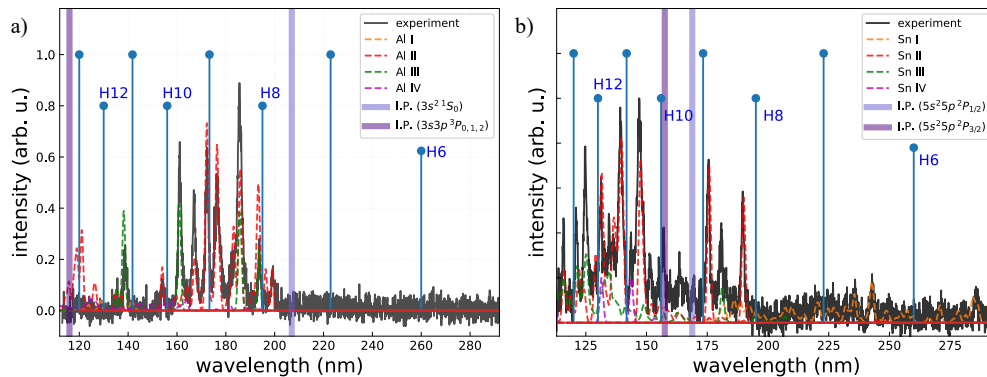 a)
intensity (arb. u.)
1.0
0.8
0.6
0.4
0.2
0.0
H12
H10
H8
H6
experiment
Al I
Al II
Al III
Al IV
I.P. (3s² ¹S₀)
I.P. (3s3p ³P₀,₁,₂)
120 140 160 180 200 220 240 260 280
wavelength (nm)
b)
intensity (arb. u.)
H12
H10
H8
H6
experiment
Sn I
Sn II
Sn III
Sn IV
I.P. (5s²5p ²P₁/₂)
I.P. (5s²5p ²P₃/₂)
125 150 175 200 225 250 275
wavelength (nm)